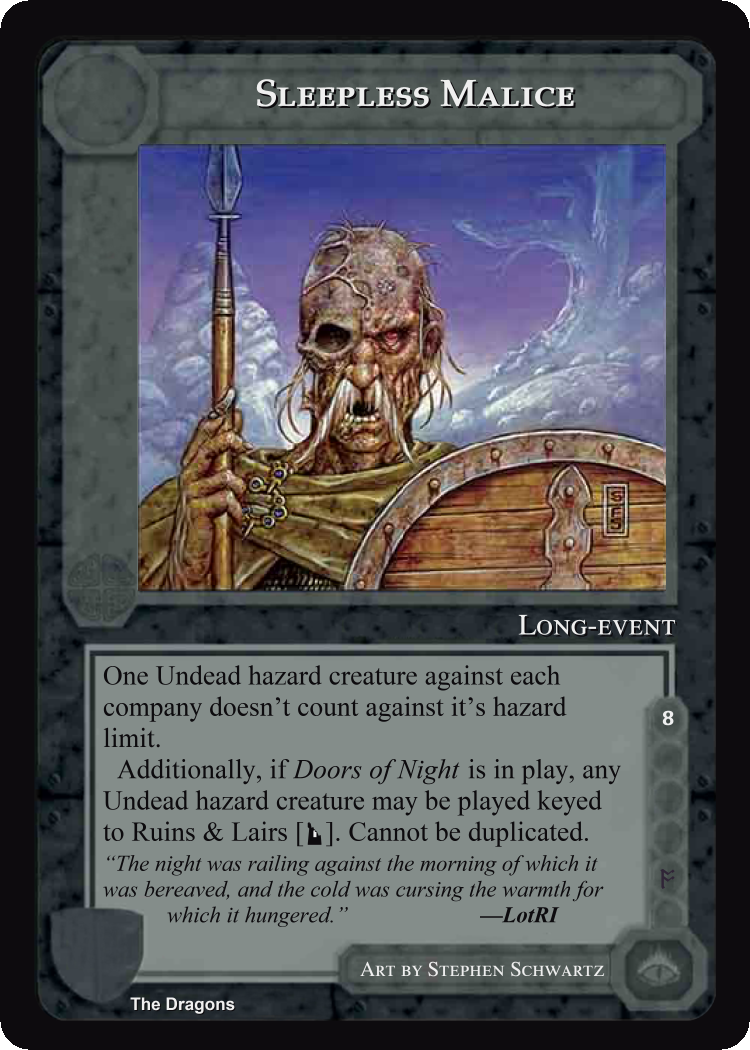 SLEEPLESS MALICE
LONG-EVENT
One Undead hazard creature against each
company doesn't count against it's hazard
limit.
Additionally, if Doors of Night is in play, any
Undead hazard creature may be played keyed
to Ruins & Lairs [ ]. Cannot be duplicated.
"The night was railing against the morning of which it
was bereaved, and the cold was cursing the warmth for
which it hungered." —LotRI
8
ART BY STEPHEN SCHWARTZ
The Dragons